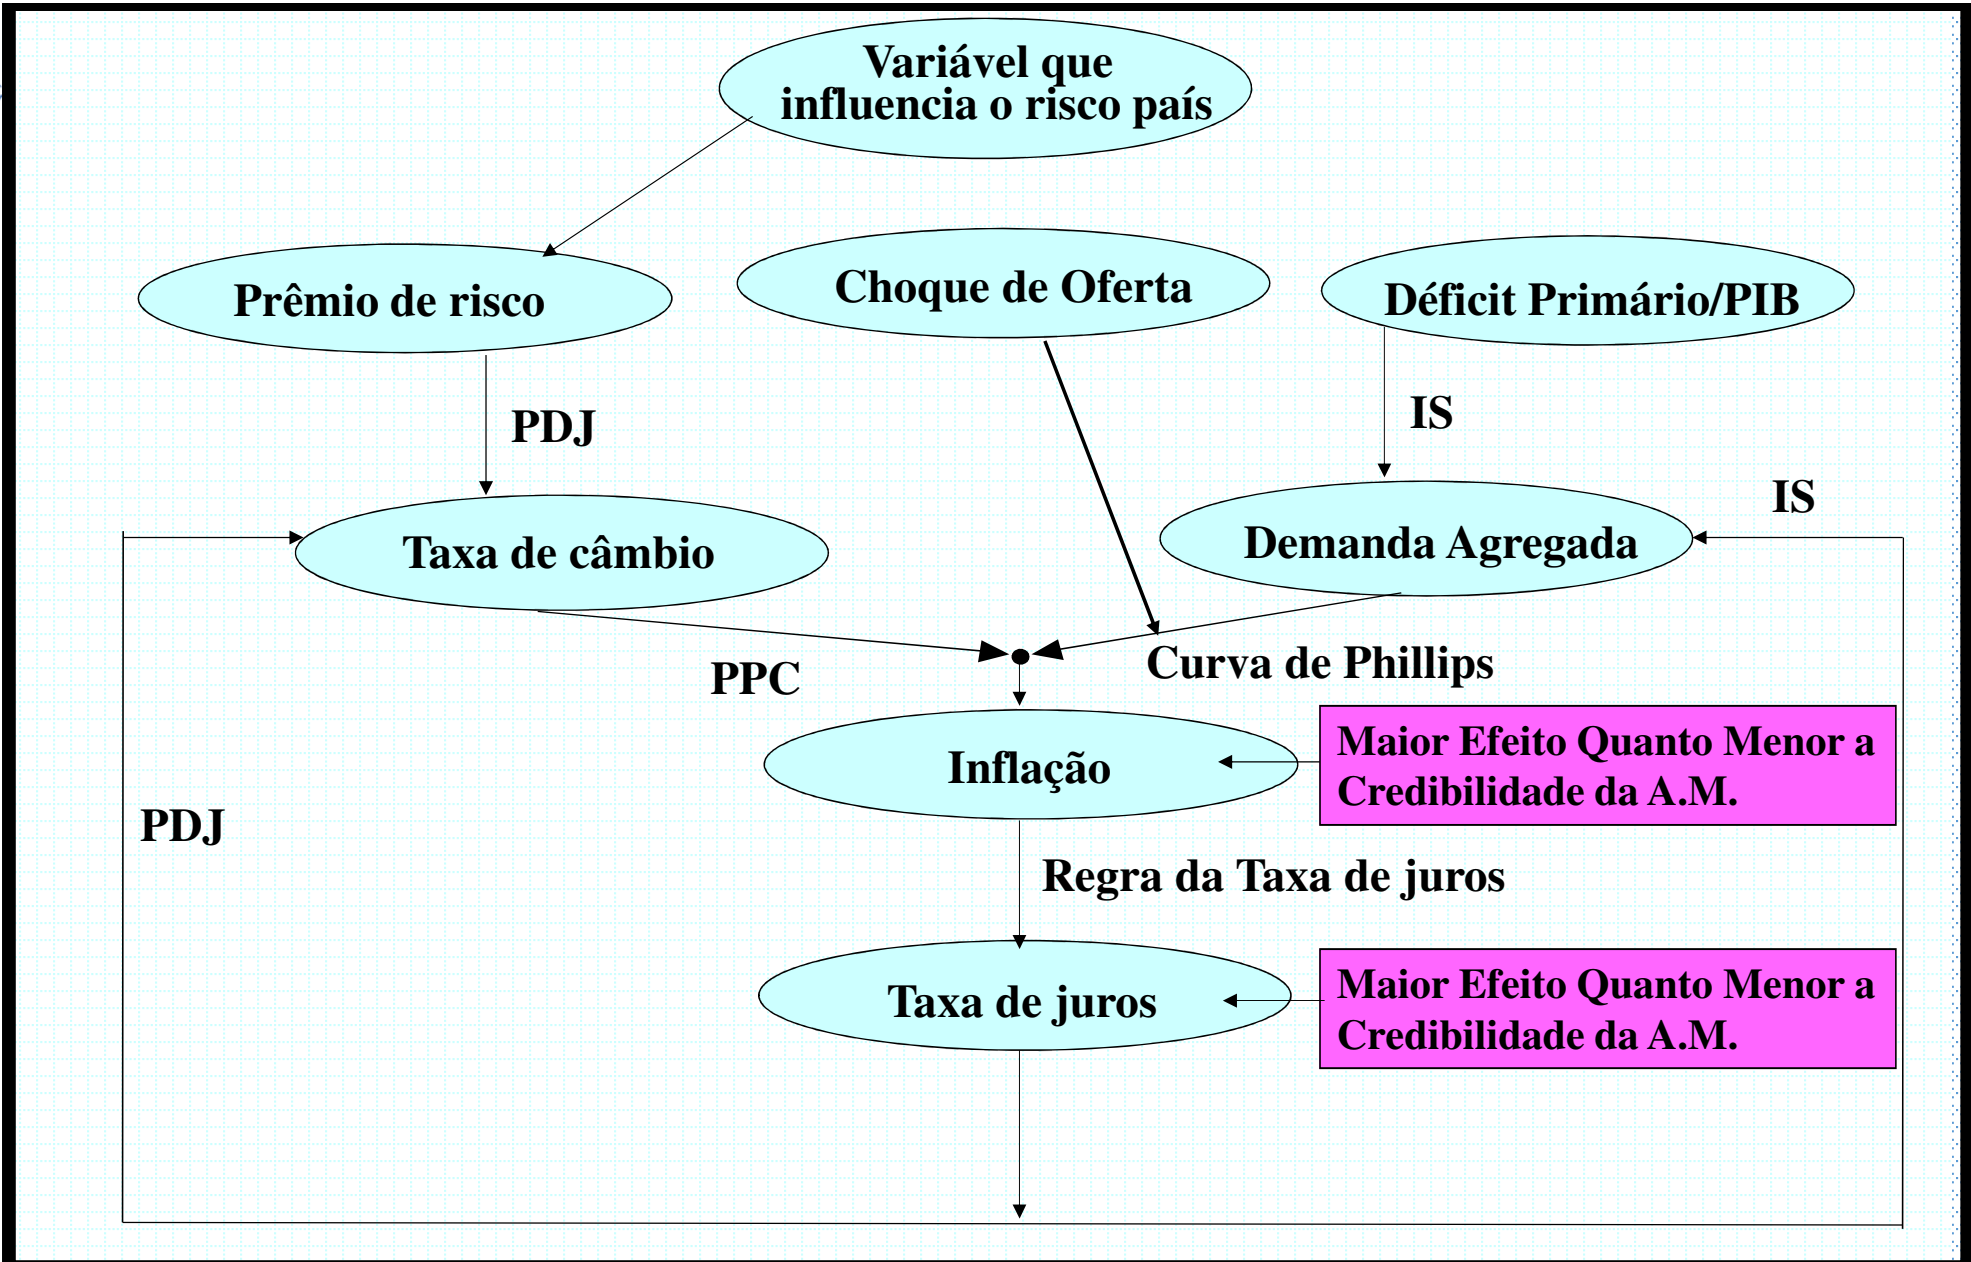 Variável que
influencia o risco país
Prêmio de risco
Choque de Oferta
Déficit Primário/PIB
PDJ
IS
IS
Taxa de câmbio
Demanda Agregada
PPC
Curva de Phillips
Inflação
Maior Efeito Quanto Menor a
Credibilidade da A.M.
PDJ
Regra da Taxa de juros
Taxa de juros
Maior Efeito Quanto Menor a
Credibilidade da A.M.